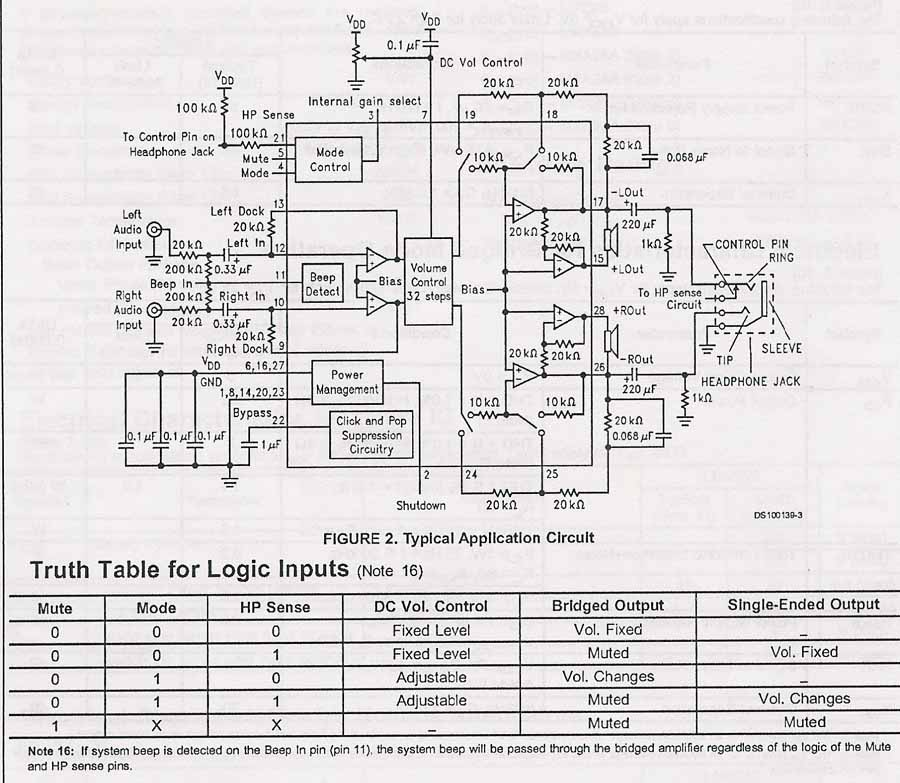 VDD
VDD
0.1 µF
DC Vol Control
20 kΩ 20 kΩ
VDD
100 kΩ
Internal gain select
HP Sense 3 7 19 18
To Control Pin on
Headphone Jack
100 kΩ
21
Mute 5
Mode 4
Mode
Control
10 kΩ 10 kΩ
20 kΩ
0.068 µF
Left Dock 13
20 kΩ
Left
Audio
Input
Left In 12
20 kΩ
0.33 µF
200 kΩ
Beep In 11
200 kΩ
Beep
Detect
Bias
Volume
Control
32 steps
Bias
Right
Audio
Input
Right In 10
20 kΩ
0.33 µF
20 kΩ
Right Dock 9
17 -LOut
220 µF
20 kΩ
20 kΩ
15
+LOut
1kΩ
CONTROL PIN
RING
To HP sense
Circuit
28 +ROut
20 kΩ 20 kΩ
-ROut
26
220 µF
1kΩ
TIP
SLEEVE
HEADPHONE JACK
VDD 6,16,27
GND
1,8,14,20,23
Power
Management
Bypass
22
0.1 µF 0.1 µF 0.1 µF 1 µF
Click and Pop
Suppression
Circuitry
10 kΩ 10 kΩ
20 kΩ
0.068 µF
2 24 25
Shutdown
20 kΩ 20 kΩ
DS100139-3
FIGURE 2. Typical Application Circuit
Truth Table for Logic Inputs (Note 16)
Mute Mode HP Sense DC Vol. Control Bridged Output Single-Ended Output
0 0 0 Fixed Level Vol. Fixed _
0 0 1 Fixed Level Muted Vol. Fixed
0 1 0 Adjustable Vol. Changes _
0 1 1 Adjustable Muted Vol. Changes
1 X X _ Muted Muted
Note 16: If system beep is detected on the Beep In pin (pin 11), the system beep will be passed through the bridged amplifier regardless of the logic of the Mute
and HP sense pins.